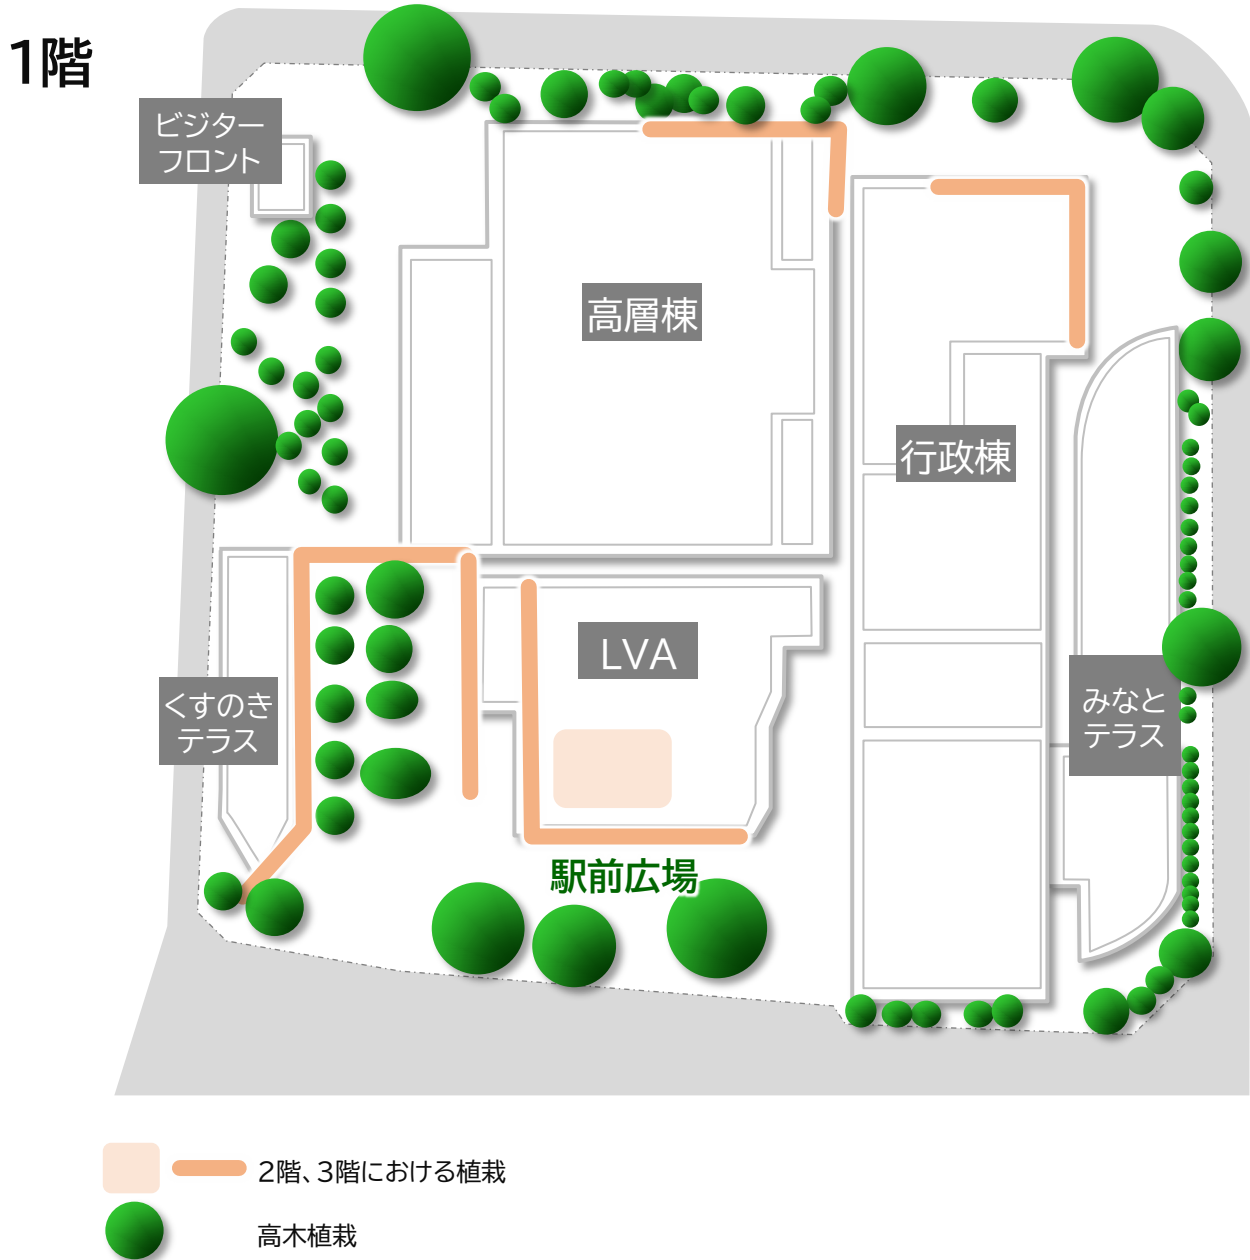 1階
ビジター
フロント
高層棟
行政棟
LVA
くすのき
テラス
みなと
テラス
駅前広場
2階、3階における植栽
高木植栽